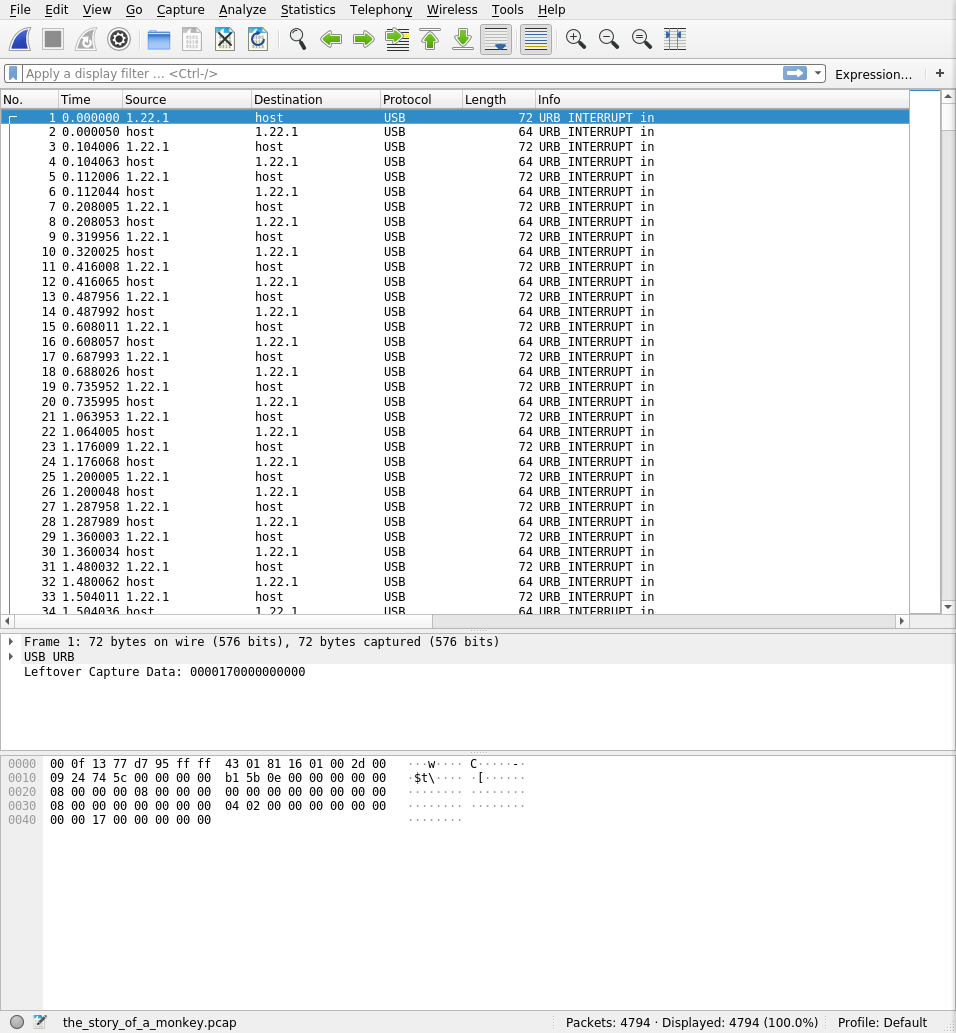 File Edit View Go Capture Analyze Statistics Telephony Wireless Tools Help
Apply a display filter ... <Ctrl-/> Expression... +
No. Time Source Destination Protocol Length Info
1 0.000000 1.22.1 host USB 72 URB_INTERRUPT in
2 0.000050 host 1.22.1 USB 64 URB_INTERRUPT in
3 0.104006 1.22.1 host USB 72 URB_INTERRUPT in
4 0.104063 host 1.22.1 USB 64 URB_INTERRUPT in
5 0.112006 1.22.1 host USB 72 URB_INTERRUPT in
6 0.112044 host 1.22.1 USB 64 URB_INTERRUPT in
7 0.208005 1.22.1 host USB 72 URB_INTERRUPT in
8 0.208053 host 1.22.1 USB 64 URB_INTERRUPT in
9 0.319956 1.22.1 host USB 72 URB_INTERRUPT in
10 0.320025 host 1.22.1 USB 64 URB_INTERRUPT in
11 0.416008 1.22.1 host USB 72 URB_INTERRUPT in
12 0.416065 host 1.22.1 USB 64 URB_INTERRUPT in
13 0.487956 1.22.1 host USB 72 URB_INTERRUPT in
14 0.487992 host 1.22.1 USB 64 URB_INTERRUPT in
15 0.608011 1.22.1 host USB 72 URB_INTERRUPT in
16 0.608057 host 1.22.1 USB 64 URB_INTERRUPT in
17 0.687993 1.22.1 host USB 72 URB_INTERRUPT in
18 0.688026 host 1.22.1 USB 64 URB_INTERRUPT in
19 0.735952 1.22.1 host USB 72 URB_INTERRUPT in
20 0.735995 host 1.22.1 USB 64 URB_INTERRUPT in
21 1.063953 1.22.1 host USB 72 URB_INTERRUPT in
22 1.064005 host 1.22.1 USB 64 URB_INTERRUPT in
23 1.176009 1.22.1 host USB 72 URB_INTERRUPT in
24 1.176068 host 1.22.1 USB 64 URB_INTERRUPT in
25 1.200005 1.22.1 host USB 72 URB_INTERRUPT in
26 1.200048 host 1.22.1 USB 64 URB_INTERRUPT in
27 1.287958 1.22.1 host USB 72 URB_INTERRUPT in
28 1.287989 host 1.22.1 USB 64 URB_INTERRUPT in
29 1.360003 1.22.1 host USB 72 URB_INTERRUPT in
30 1.360034 host 1.22.1 USB 64 URB_INTERRUPT in
31 1.480032 1.22.1 host USB 72 URB_INTERRUPT in
32 1.480062 host 1.22.1 USB 64 URB_INTERRUPT in
33 1.504011 1.22.1 host USB 72 URB_INTERRUPT in
34 1.504036 host 1.22.1 USB 64 URB_INTERRUPT in
Frame 1: 72 bytes on wire (576 bits), 72 bytes captured (576 bits)
USB URB
Leftover Capture Data: 0000170000000000
0000 00 0f 13 77 d7 95 ff ff 43 01 81 16 01 00 2d 00 ···w···· C·····-·
0010 09 24 74 5c 00 00 00 00 b1 5b 0e 00 00 00 00 00 ·$t\···· ·[······
0020 08 00 00 00 08 00 00 00 00 00 00 00 00 00 00 00 ········ ········
0030 08 00 00 00 00 00 00 00 04 02 00 00 00 00 00 00 ········ ········
0040 00 00 17 00 00 00 00 00 ········
the_story_of_a_monkey.pcap Packets: 4794 · Displayed: 4794 (100.0%) Profile: Default